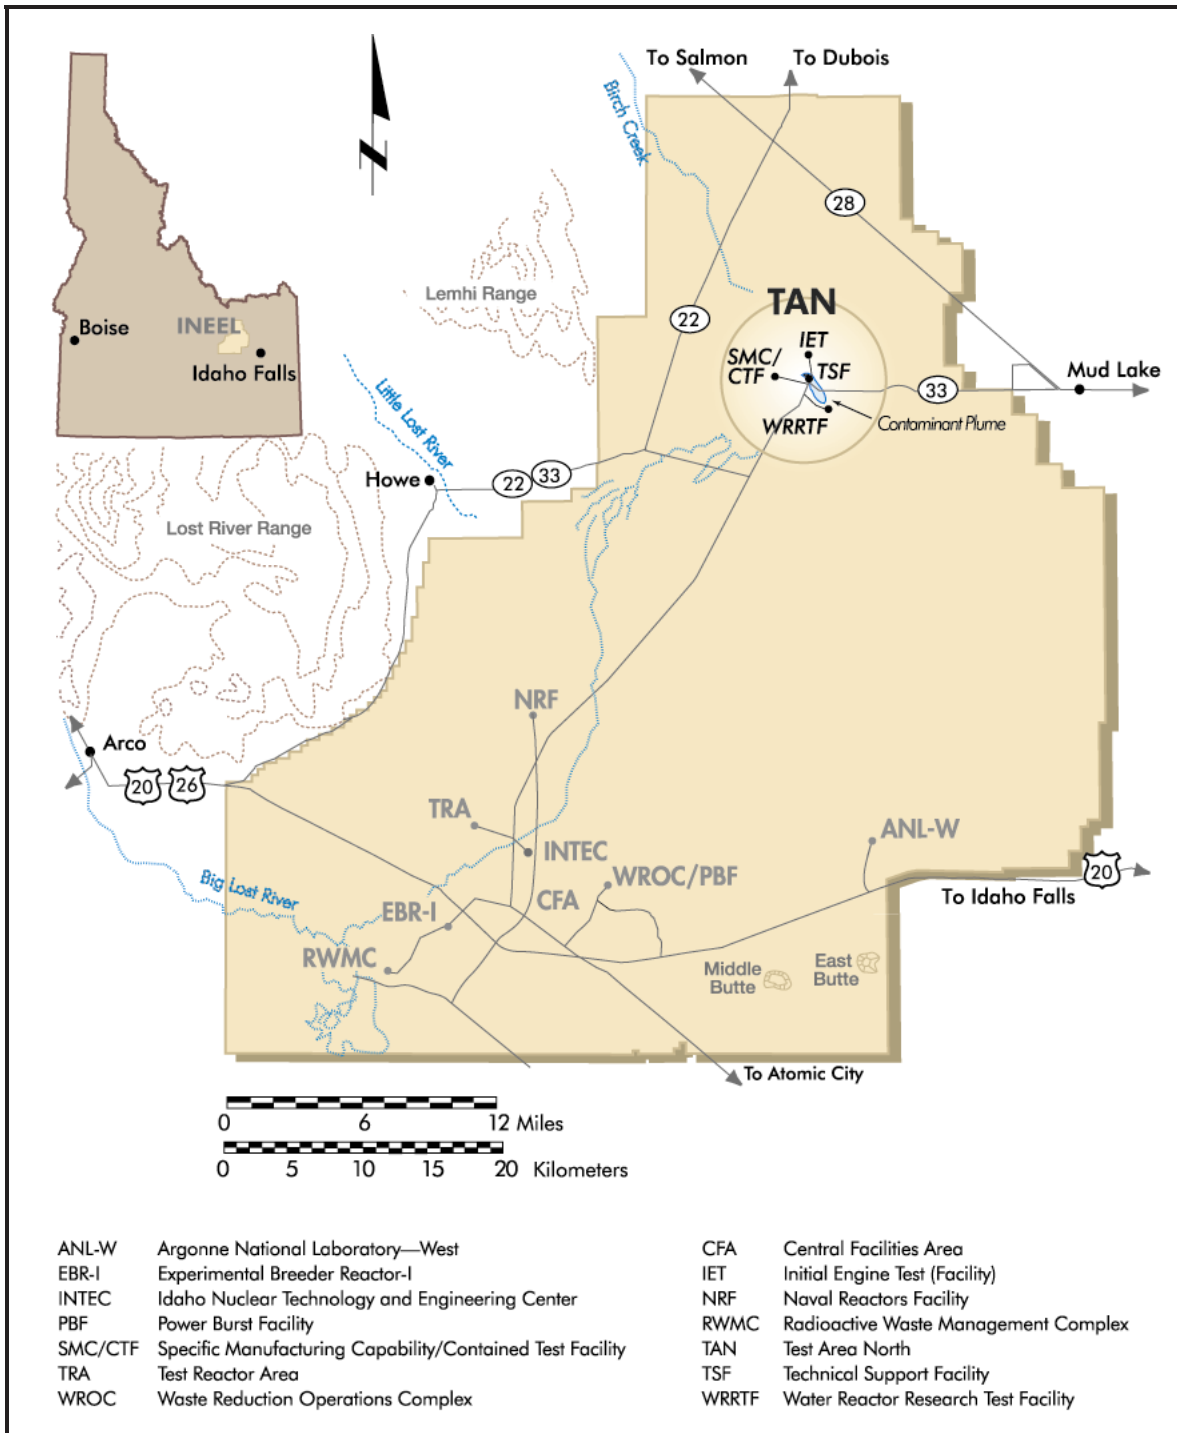 To Salmon
To Dubois
Birch Creek
N
28
Lemhi Range
TAN
22
Boise
INEEL
Idaho Falls
IET
SMC/
CTF
TSF
Mud Lake
33
WRRTF
Contaminant Plume
Little Lost River
Howe
22
33
Lost River Range
NRF
Arco
20
26
TRA
ANL-W
INTEC
WROC/PBF
20
Big Lost River
CFA
To Idaho Falls
EBR-I
RWMC
Middle
Butte
East
Butte
To Atomic City
0 6 12 Miles
0 5 10 15 20 Kilometers
ANL-W Argonne National Laboratory—West
EBR-I Experimental Breeder Reactor-I
INTEC Idaho Nuclear Technology and Engineering Center
PBF Power Burst Facility
SMC/CTF Specific Manufacturing Capability/Contained Test Facility
TRA Test Reactor Area
WROC Waste Reduction Operations Complex
CFA Central Facilities Area
IET Initial Engine Test (Facility)
NRF Naval Reactors Facility
RWMC Radioactive Waste Management Complex
TAN Test Area North
TSF Technical Support Facility
WRRTF Water Reactor Research Test Facility